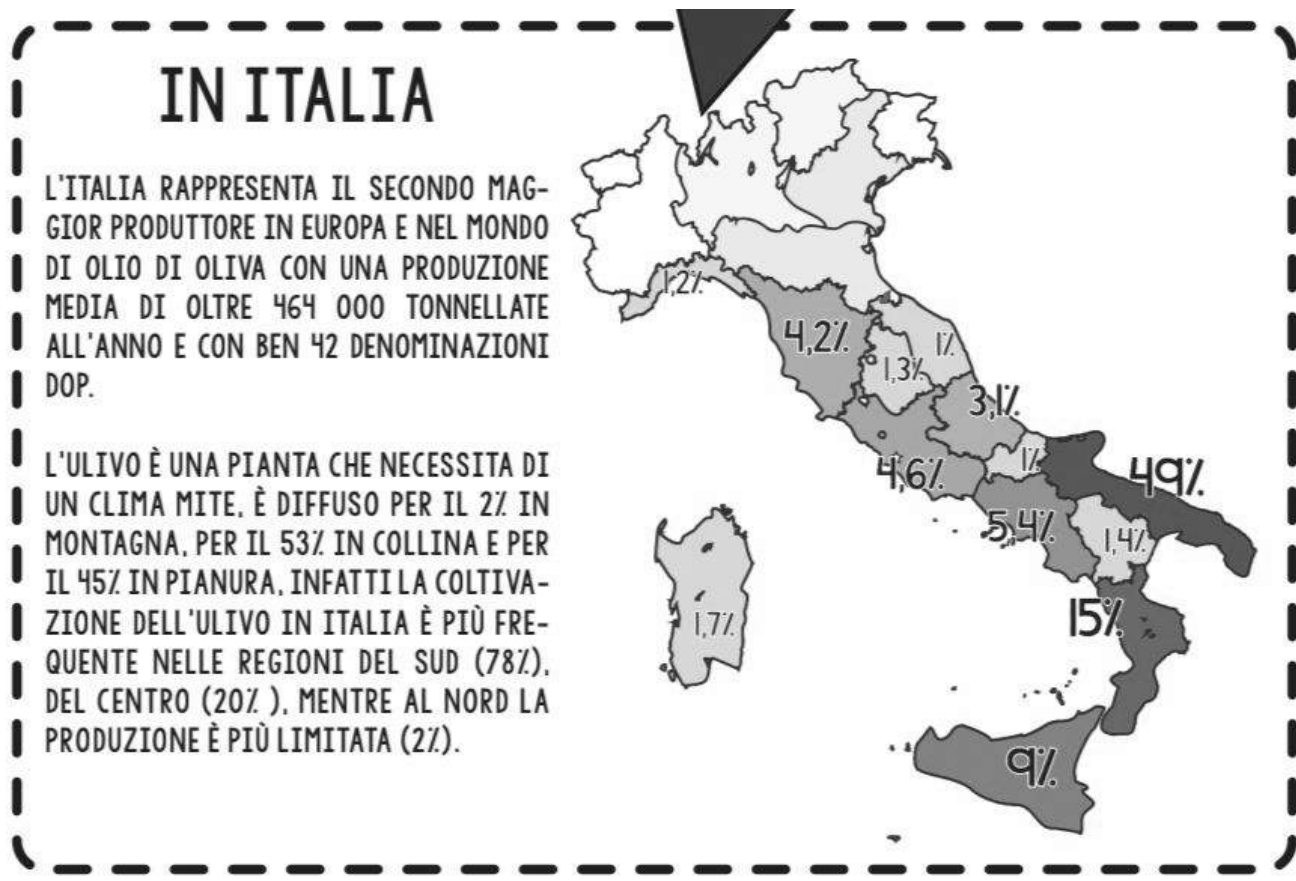 IN ITALIA
L'ITALIA RAPPRESENTA IL SECONDO MAG-
GIOR PRODUTTORE IN EUROPA E NEL MONDO
DI OLIO DI OLIVA CON UNA PRODUZIONE
MEDIA DI OLTRE 464 000 TONNELLATE
ALL'ANNO E CON BEN 42 DENOMINAZIONI
DOP.
L'ULIVO È UNA PIANTA CHE NECESSITA DI
UN CLIMA MITE, È DIFFUSO PER IL 2% IN
MONTAGNA, PER IL 53% IN COLLINA E PER
IL 45% IN PIANURA, INFATTI LA COLTIVA-
ZIONE DELL'ULIVO IN ITALIA È PIÙ FRE-
QUENTE NELLE REGIONI DEL SUD (78%),
DEL CENTRO (20% ), MENTRE AL NORD LA
PRODUZIONE È PIÙ LIMITATA (2%).
1,2%
4,2%
1%
1,3%
3,1%
1%
4,6%
49%
5,4%
1,4%
15%
1,7%
9%